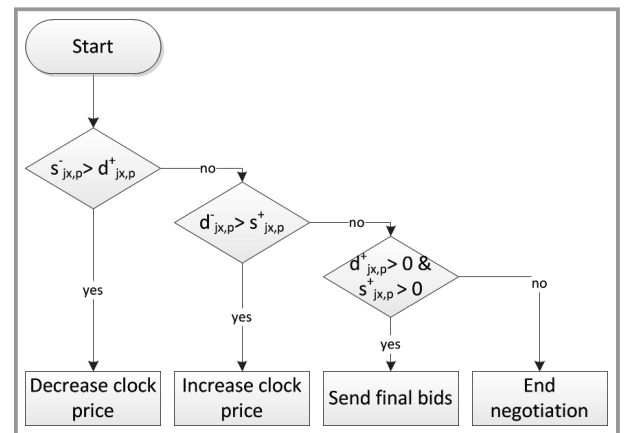 Start
s⁻jx,p> d⁺jx,p
no
d⁻jx,p> s⁺jx,p
no
d⁺jx,p> 0 &
s⁺jx,p > 0
no
yes
yes
yes
Decrease clock
price
Increase clock
price
Send final bids
End
negotiation